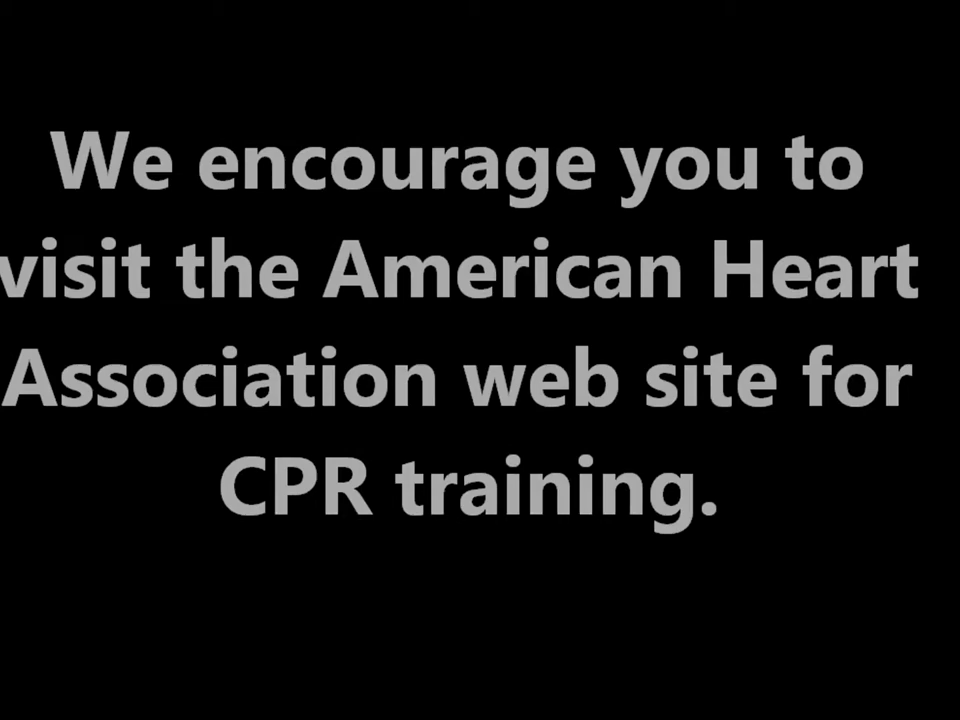 We encourage you to
visit the American Heart
Association web site for
CPR training.